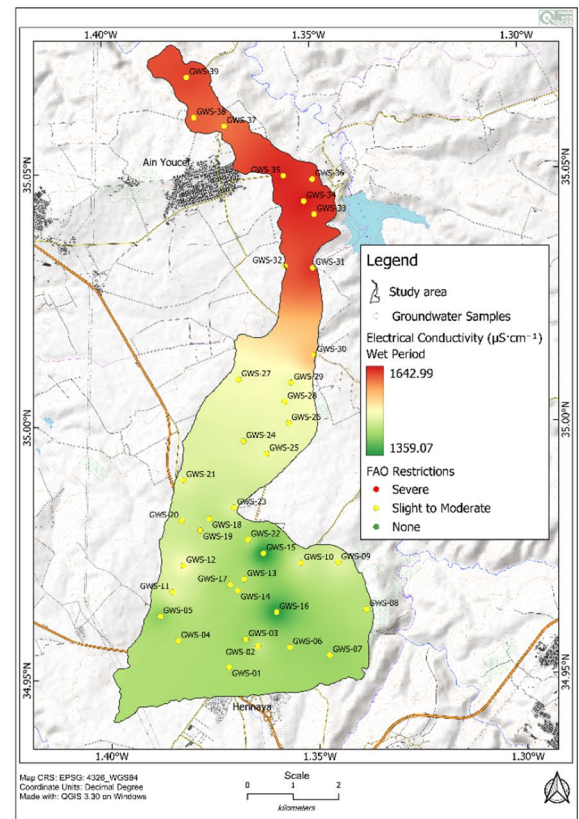 1.40°W 1.35°W 1.30°W
GWS-39
GWS-38
GWS-37
Ain Youcef
35.05°N 35.05°N
GWS-35 GWS-36
GWS-34
GWS-33
GWS-32 GWS-31
Legend
Study area
Groundwater Samples
Electrical Conductivity (µS·cm⁻¹)
Wet Period
1642.99
1359.07
FAO Restrictions
Severe
Slight to Moderate
None
GWS-30
GWS-27 GWS-29
GWS-28
GWS-26
35.00°N 35.00°N
GWS-24
GWS-25
GWS-21
GWS-23
GWS-20 GWS-18
GWS-19 GWS-22
GWS-15
GWS-12 GWS-10 GWS-09
GWS-17 GWS-13
GWS-11 GWS-14
GWS-05 GWS-16 GWS-08
GWS-04 GWS-03 GWS-06
GWS-02 GWS-07
GWS-01
34.95°N 34.95°N
Hennaya
1.40°W 1.35°W 1.30°W
Map CRS: EPSG: 4326_WGS84
Coordinate Units: Decimal Degree
Made with: QGIS 3.30 on Windows
Scale
0 1 2
kilometers